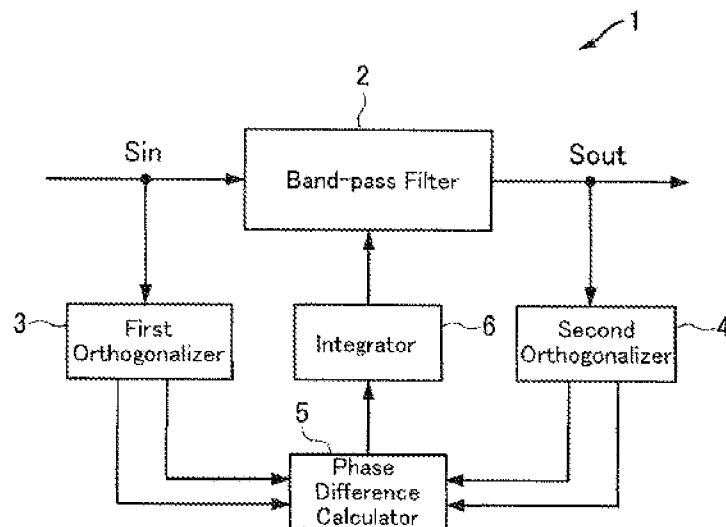 1
2
Sin
Sout
Band-pass Filter
3
First
Orthogonalizer
Integrator
6
Second
Orthogonalizer
4
5
Phase
Difference
Calculator